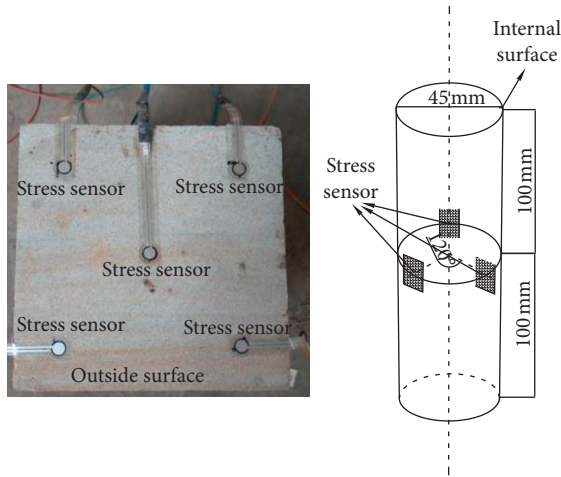 Stress sensor
Stress sensor
Stress sensor
Stress sensor
Stress sensor
Outside surface
Internal
surface
45 mm
Stress
sensor
120°
100 mm
100 mm